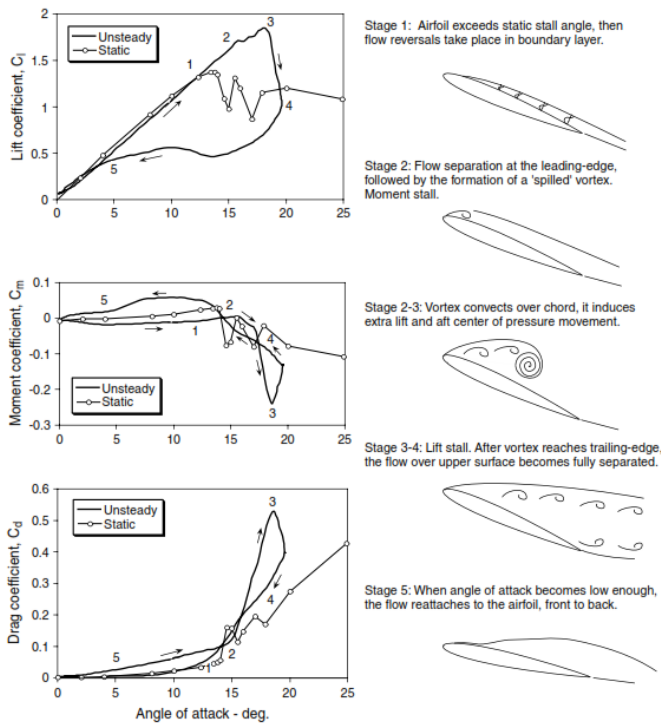 Lift coefficient, Cl
2
1.5
1
0.5
0
0
5
10
15
20
25
Unsteady
Static
1
2
3
4
5
Stage 1: Airfoil exceeds static stall angle, then
flow reversals take place in boundary layer.
Stage 2: Flow separation at the leading-edge,
followed by the formation of a 'spilled' vortex.
Moment stall.
Moment coefficient, Cm
0.1
0
-0.1
-0.2
-0.3
0
5
10
15
20
25
Unsteady
Static
5
1
2
4
3
Stage 2-3: Vortex convects over chord, it induces
extra lift and aft center of pressure movement.
Stage 3-4: Lift stall. After vortex reaches trailing-edge,
the flow over upper surface becomes fully separated.
Drag coefficient, Cd
0.6
0.5
0.4
0.3
0.2
0.1
0
0
5
10
15
20
25
Unsteady
Static
3
4
5
2
1
Angle of attack - deg.
Stage 5: When angle of attack becomes low enough,
the flow reattaches to the airfoil, front to back.